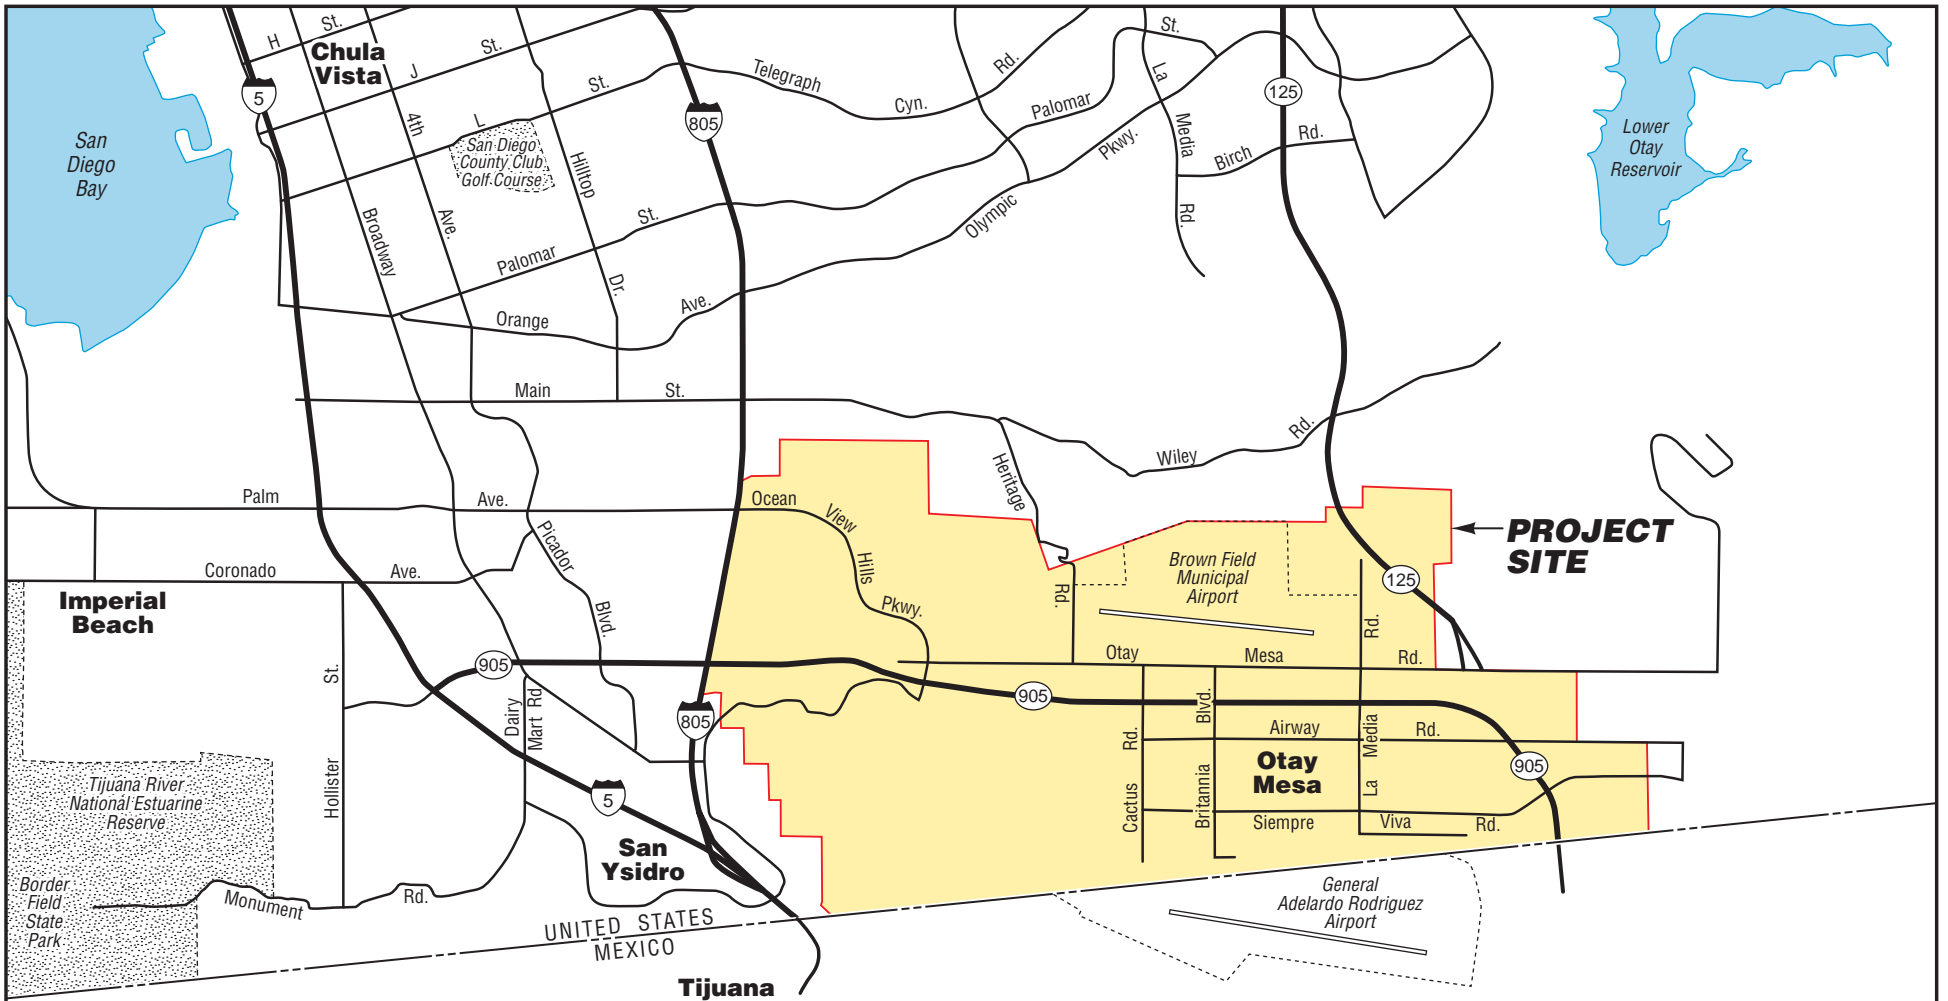 H
St.
Chula
Vista
J
St.
5
4th
L
St.
San Diego
County Club
Golf Course
Hilltop
805
Telegraph
Cyn.
Rd.
St.
La
Palomar
Media
Pkwy.
125
Birch
Rd.
Rd.
San
Diego
Bay
Lower
Otay
Reservoir
Broadway
Ave.
Palomar
St.
Dr.
Olympic
Orange
Ave.
Main
St.
Heritage
Wiley
Rd.
Palm
Ave.
Ocean
View
Hills
Pkwy.
Picador
Blvd.
Coronado
Ave.
Imperial
Beach
Brown Field
Municipal
Airport
PROJECT
SITE
125
Rd.
Rd.
Otay
Mesa
Rd.
905
905
St.
Hollister
Dairy
Mart Rd
805
Rd.
Cactus
Blvd.
Britannia
Airway
Rd.
Media
La
Otay
Mesa
905
Siempre
Viva
Rd.
Tijuana River
National Estuarine
Reserve
5
San
Ysidro
Border
Field
State
Park
Monument
Rd.
UNITED STATES
MEXICO
General
Adelardo Rodriguez
Airport
Tijuana